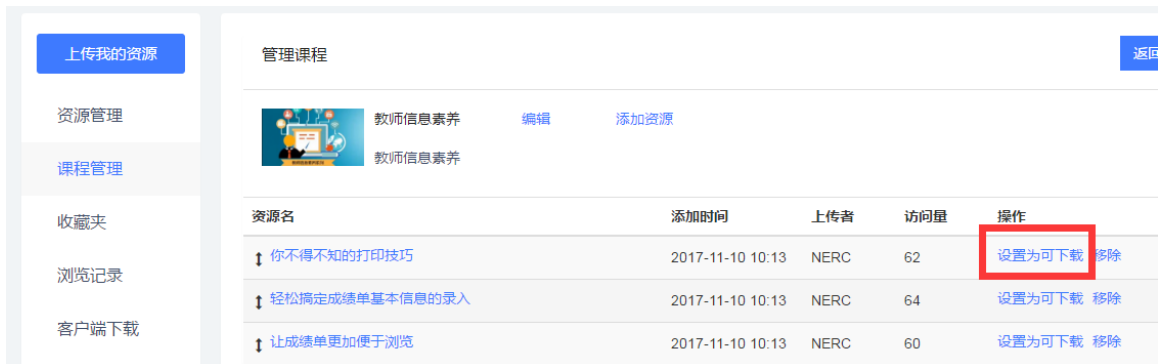 上传我的资源
资源管理
课程管理
收藏夹
浏览记录
客户端下载
管理课程
返回
教师信息素养 编辑 添加资源
教师信息素养
资源名 添加时间 上传者 访问量 操作
你不得不知的打印技巧 2017-11-10 10:13 NERC 62 设置为可下载 移除
轻松搞定成绩单基本信息的录入 2017-11-10 10:13 NERC 64 设置为可下载 移除
让成绩单更加便于浏览 2017-11-10 10:13 NERC 60 设置为可下载 移除